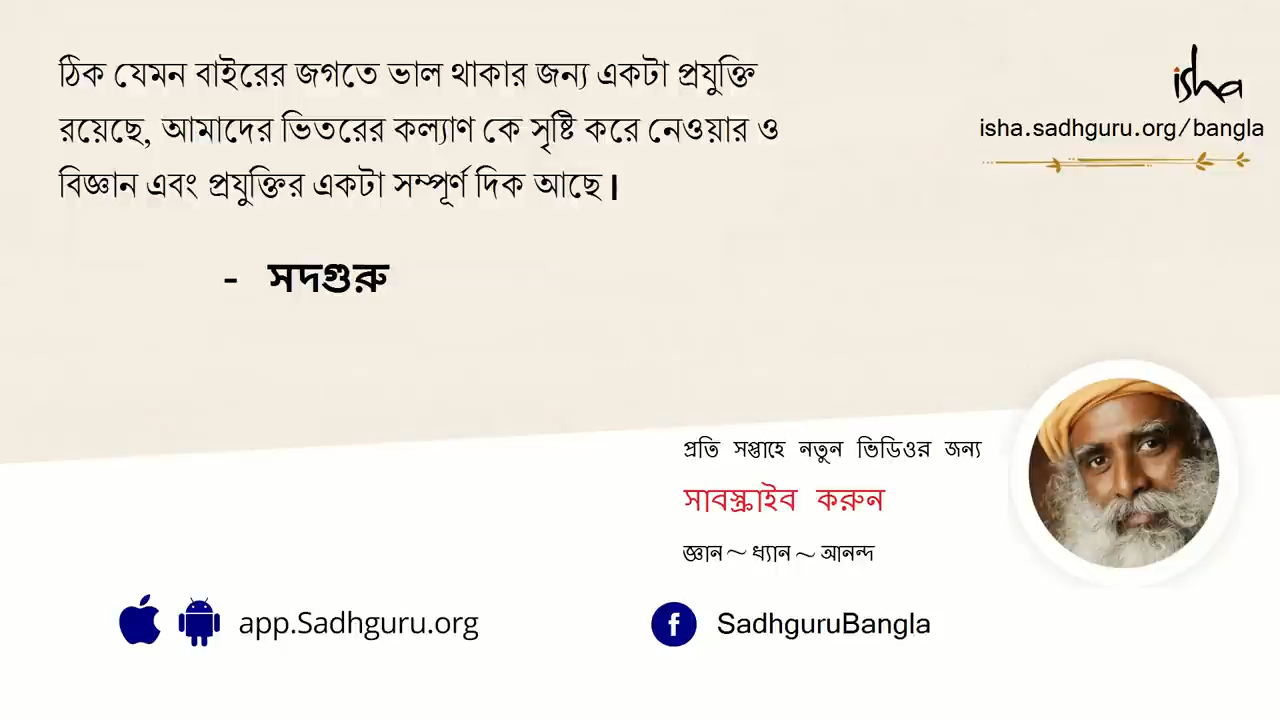 ঠিক যেমন বাইরের জগতে ভাল থাকার জন্য একটা প্রযুক্তি
রয়েছে, আমাদের ভিতরের কল্যাণ কে সৃষ্টি করে নেওয়ার ও
বিজ্ঞান এবং প্রযুক্তির একটা সম্পূর্ণ দিক আছে।
- সদগুরু
isha
isha.sadhguru.org/bangla
প্রতি সপ্তাহে নতুন ভিডিওর জন্য
সাবস্ক্রাইব করুন
জ্ঞান ~ ধ্যান ~ আনন্দ
app.Sadhguru.org
f SadhguruBangla